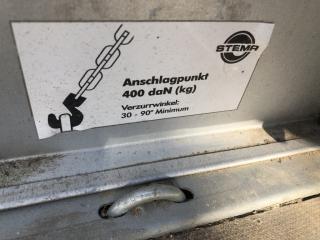 STEMA
Anschlagpunkt
400 daN (kg)
Verzurrwinkel:
30 - 90° Minimum